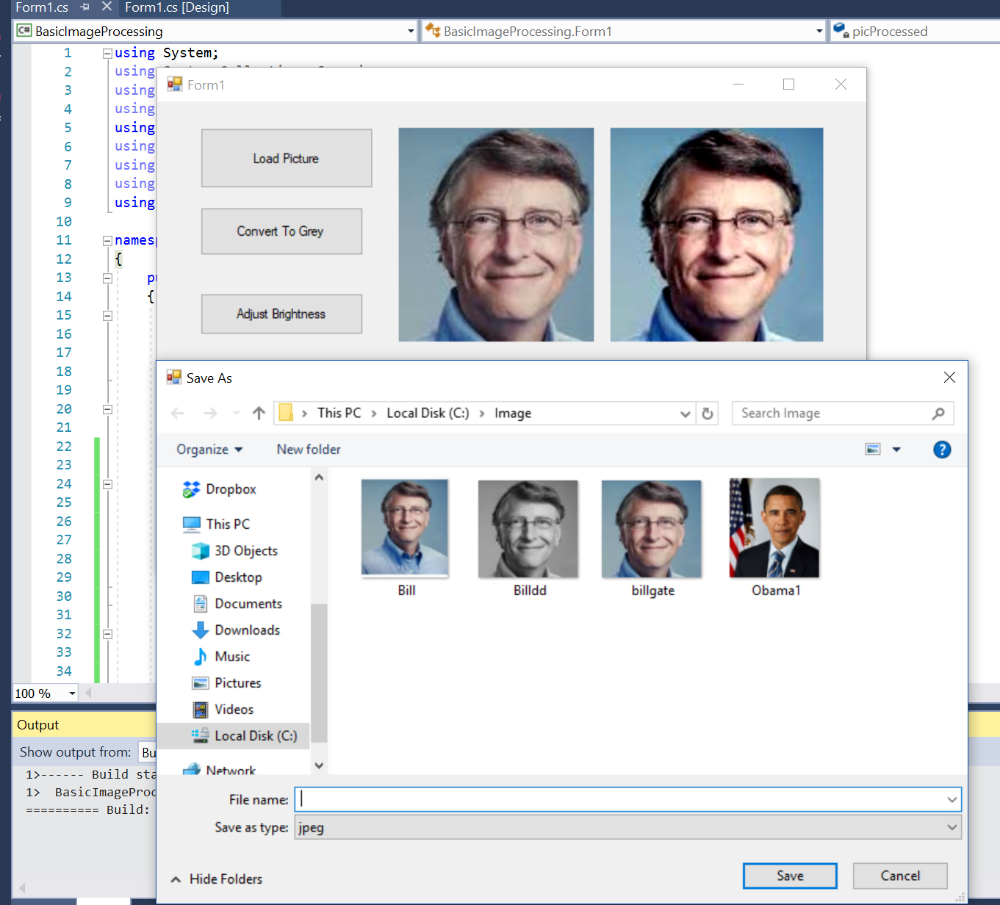 Form1.cs
Form1.cs [Design]
C# BasicImageProcessing
BasicImageProcessing.Form1
picProcessed
1 using System;
2 using
3 using
4 using
5 using
6 using
7 using
8 using
9 using
10
11 names
12 {
13
14 {
15
16
17
18
19
20
21
22
23
24
25
26
27
28
29
30
31
32
33
34
100 %
Form1
Load Picture
Convert To Grey
Adjust Brightness
Save As
This PC > Local Disk (C:) > Image
Search Image
Organize
New folder
?
Dropbox
This PC
3D Objects
Desktop
Documents
Downloads
Music
Pictures
Videos
Local Disk (C:)
Network
Bill
Billdd
billgate
Obama1
File name:
Save as type: jpeg
Hide Folders
Save
Cancel
Output
Show output from: Bu
1>------ Build sta
1> BasicImageProc
========== Build: